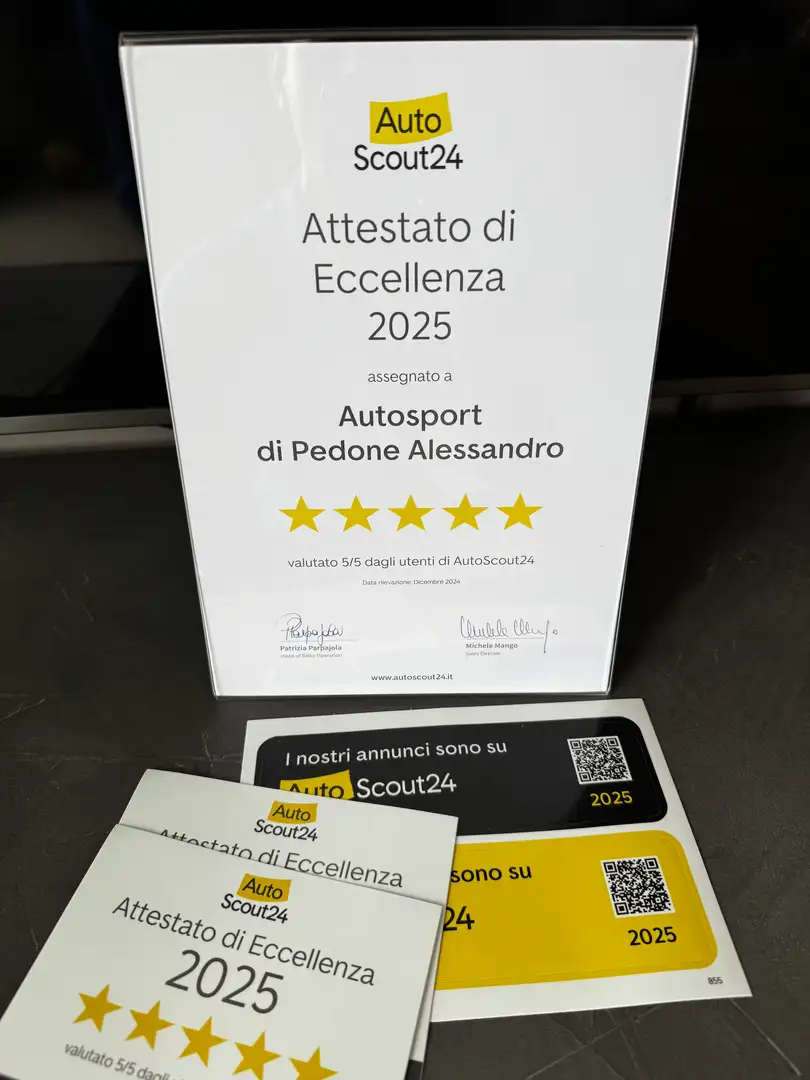 Auto
Scout24
Attestato di
Eccellenza
2025
assegnato a
Autosport
di Pedone Alessandro
valutato 5/5 dagli utenti di AutoScout24
Data rilevazione: Dicembre 2024
Patrizia Parpajola
Michele Mango
Head of Sales Operation
Sales Director
www.autoscout24.it
I nostri annunci sono su
Auto Scout24
2025
sono su
24
2025
855
Auto
Scout24
Attestato di Eccellenza
Auto
Scout24
Attestato di Eccellenza
2025
valutato 5/5 dagli